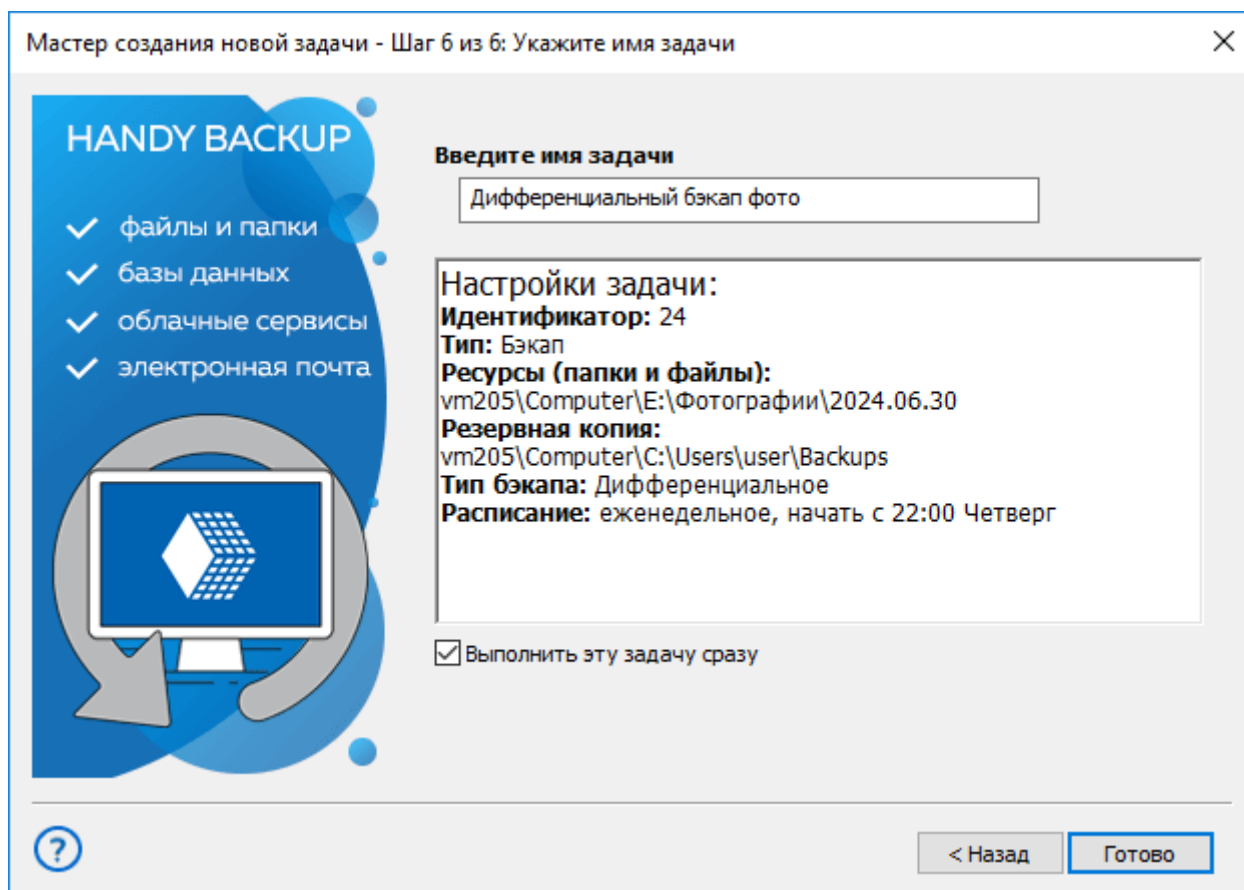 Мастер создания новой задачи - Шаг 6 из 6: Укажите имя задачи
HANDY BACKUP
файлы и папки
базы данных
облачные сервисы
электронная почта
Введите имя задачи
Дифференциальный бэкап фото
Настройки задачи:
Идентификатор: 24
Тип: Бэкап
Ресурсы (папки и файлы):
vm205\Computer\E:\Фотографии\2024.06.30
Резервная копия:
vm205\Computer\C:\Users\user\Backups
Тип бэкапа: Дифференциальное
Расписание: еженедельное, начать с 22:00 Четверг
Выполнить эту задачу сразу
?
< Назад
Готово